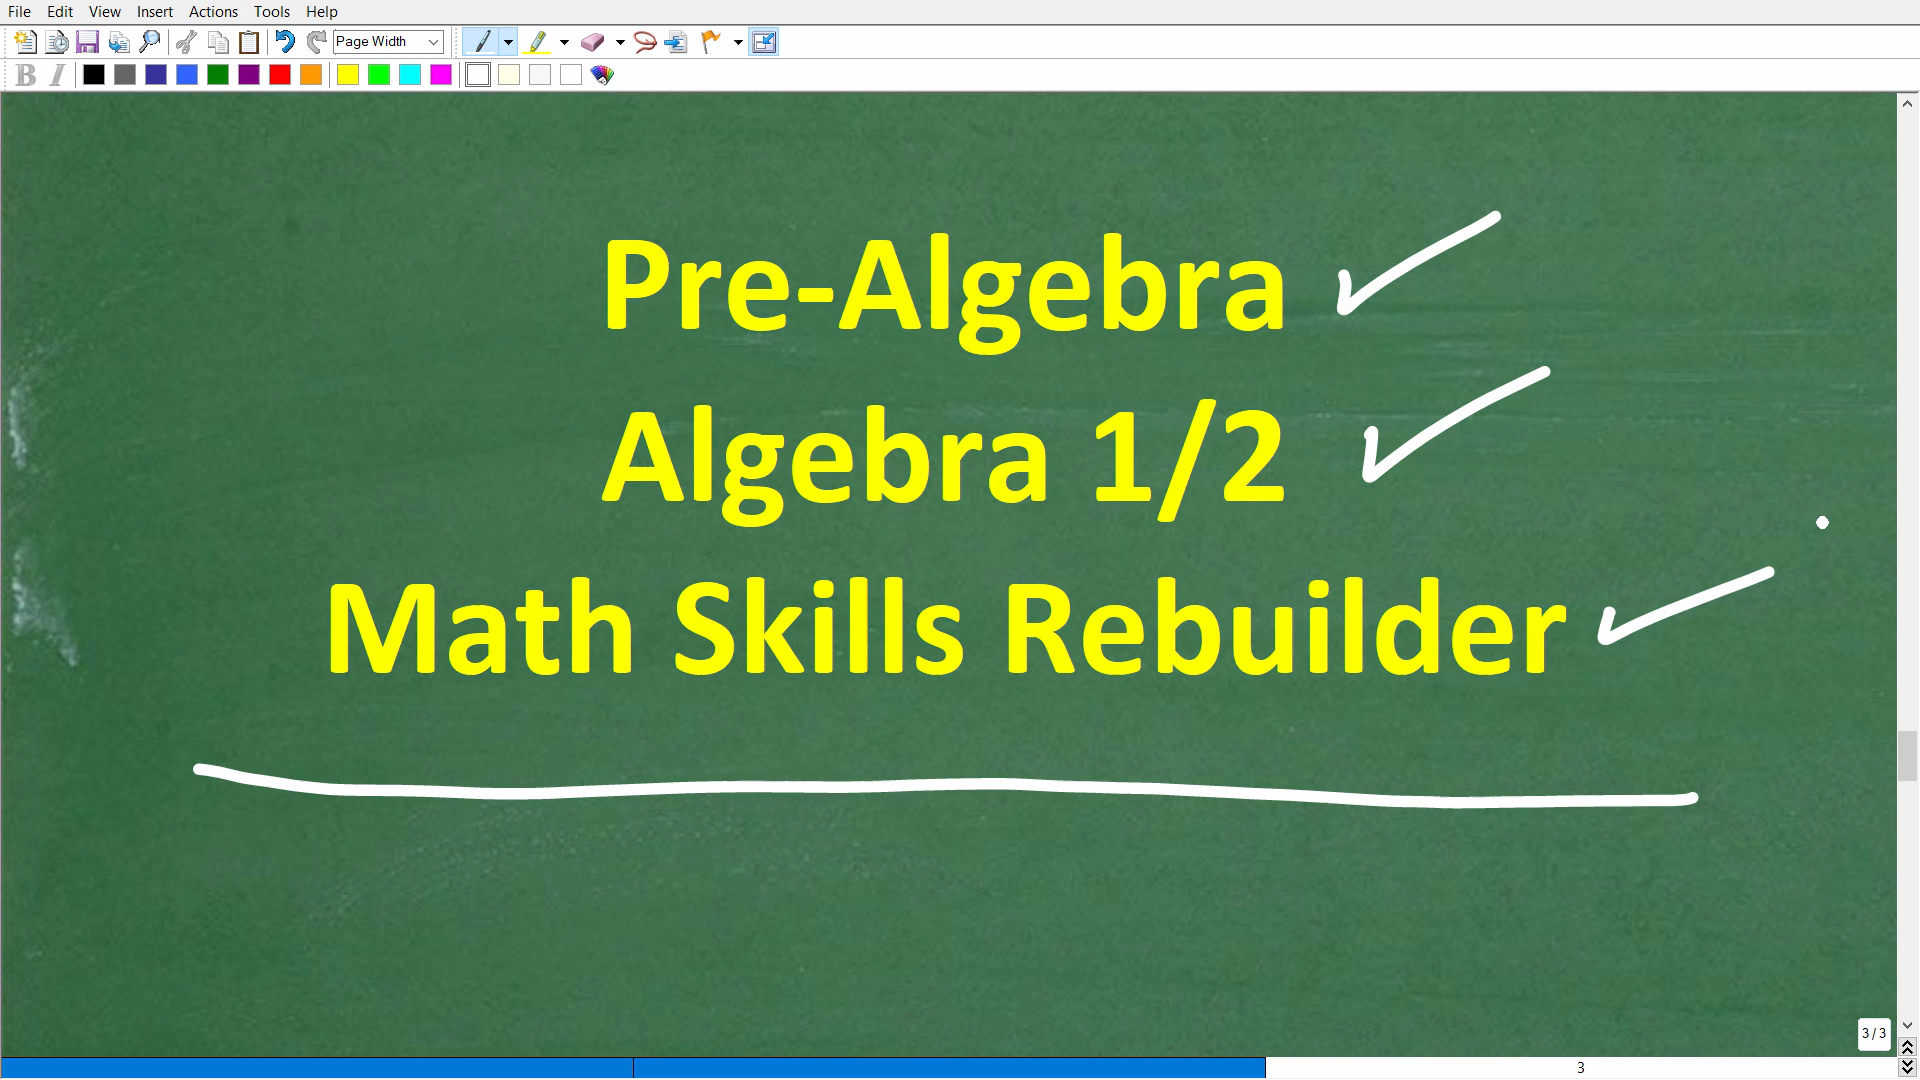 File Edit View Insert Actions Tools Help
Page Width
B I
Pre-Algebra
Algebra 1/2
Math Skills Rebuilder
3 / 3
3